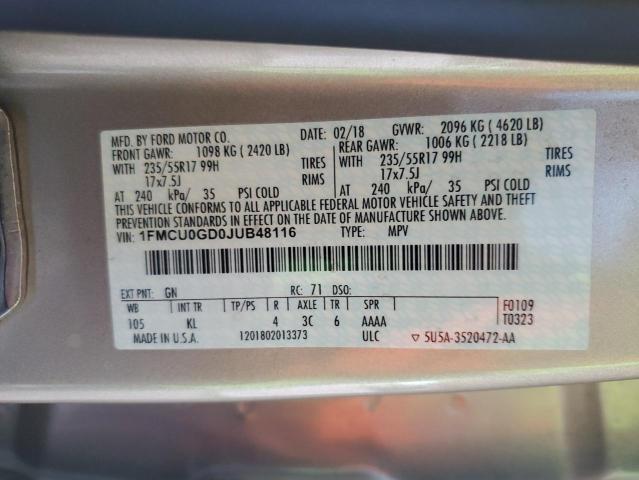 MFD. BY FORD MOTOR CO.
DATE: 02/18 GVWR: 2096 KG ( 4620 LB)
FRONT GAWR: 1098 KG ( 2420 LB)
REAR GAWR: 1006 KG ( 2218 LB)
WITH 235/55R17 99H TIRES
WITH 235/55R17 99H TIRES
17x7.5J RIMS
17x7.5J RIMS
AT 240 kPa/ 35 PSI COLD
AT 240 kPa/ 35 PSI COLD
THIS VEHICLE CONFORMS TO ALL APPLICABLE FEDERAL MOTOR VEHICLE SAFETY AND THEFT
PREVENTION STANDARDS IN EFFECT ON THE DATE OF MANUFACTURE SHOWN ABOVE.
VIN: 1FMCU0GD0JUB48116 TYPE: MPV
EXT PNT: GN RC: 71 DSO:
WB INT TR TP/PS R AXLE TR SPR
F0109
105 KL 4 3C 6 AAAA
T0323
MADE IN U.S.A. 1201802013373 ULC ▽ 5U5A-3520472-AA